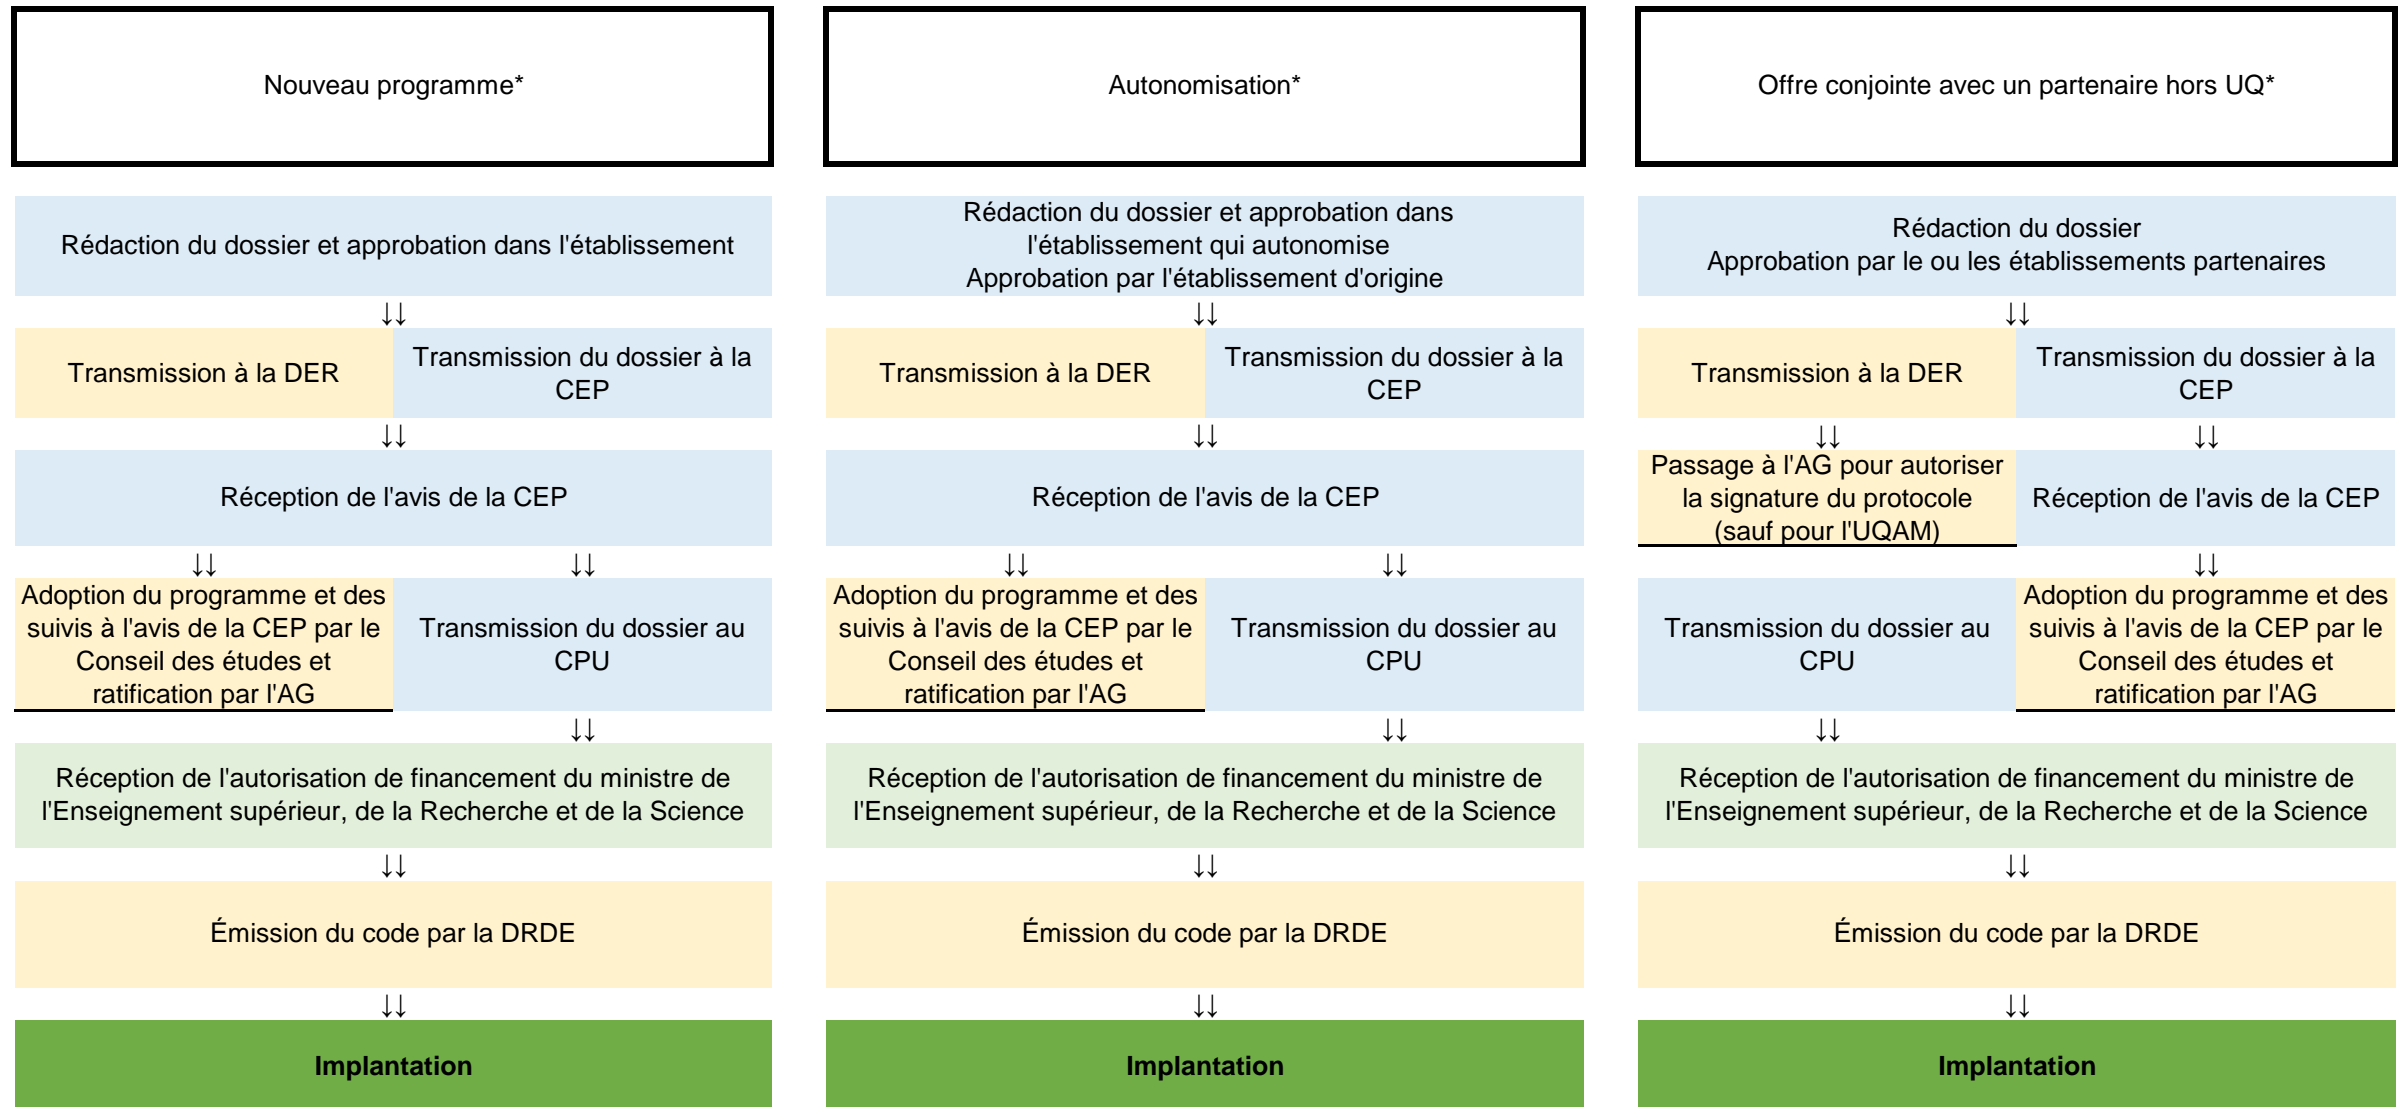 Nouveau programme*
Autonomisation*
Offre conjointe avec un partenaire hors UQ*
Rédaction du dossier et approbation dans l'établissement
Rédaction du dossier et approbation dans
l'établissement qui autonomise
Approbation par l'établissement d'origine
Rédaction du dossier
Approbation par le ou les établissements partenaires
↓↓
↓↓
↓↓
Transmission à la DER
Transmission du dossier à la
CEP
Transmission à la DER
Transmission du dossier à la
CEP
Transmission à la DER
Transmission du dossier à la
CEP
↓↓
↓↓
↓↓
↓↓
Réception de l'avis de la CEP
Réception de l'avis de la CEP
Passage à l'AG pour autoriser
la signature du protocole
(sauf pour l'UQAM)
Réception de l'avis de la CEP
↓↓
↓↓
↓↓
↓↓
↓↓
Adoption du programme et des
suivis à l'avis de la CEP par le
Conseil des études et
ratification par l'AG
Transmission du dossier au
CPU
Adoption du programme et des
suivis à l'avis de la CEP par le
Conseil des études et
ratification par l'AG
Transmission du dossier au
CPU
Transmission du dossier au
CPU
Adoption du programme et des
suivis à l'avis de la CEP par le
Conseil des études et
ratification par l'AG
↓↓
↓↓
↓↓
Réception de l'autorisation de financement du ministre de
l'Enseignement supérieur, de la Recherche et de la Science
Réception de l'autorisation de financement du ministre de
l'Enseignement supérieur, de la Recherche et de la Science
Réception de l'autorisation de financement du ministre de
l'Enseignement supérieur, de la Recherche et de la Science
↓↓
↓↓
↓↓
Émission du code par la DRDE
Émission du code par la DRDE
Émission du code par la DRDE
↓↓
↓↓
↓↓
Implantation
Implantation
Implantation